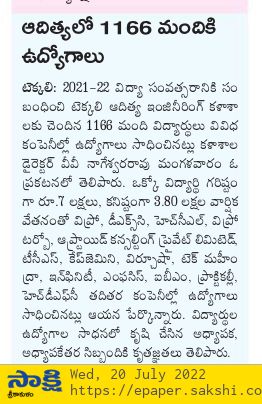 ఆదిత్యలో 1166 మందికి
ఉద్యోగాలు
టెక్కలి: 2021-22 విద్యా సంవత్సరానికి సం
బంధించి టెక్కలి ఆదిత్య ఇంజినీరింగ్ కళాశా
లకు చెందిన 1166 మంది విద్యార్థులు వివిధ
కంపెనీల్లో ఉద్యోగాలు సాధించినట్లు కళాశాల
డైరెక్టర్ వీవీ నాగేశ్వరరావు మంగళవారం ఓ
ప్రకటనలో తెలిపారు. ఒక్కో విద్యార్థి గరిష్టం
గా రూ.7 లక్షలు, కనిష్టంగా 3.80 లక్షల వార్షిక
వేతనంతో విప్రో, డీఎక్స్‌సి, హెచ్‌సీఎల్, విప్రో
టర్బో, ఆప్ట్రాయిడ్ కన్సల్టింగ్ ప్రైవేట్ లిమిటెడ్,
టీసీఎస్, కేప్‌జెమిని, విర్చూషా, టెక్ మహీం
ద్రా, ఇన్ఫినిటీ, ఎంఫసిస్, ఐబీఎం, ప్రాక్టికల్లీ,
హెచ్‌డీఎఫ్‌సీ తదితర కంపెనీల్లో ఉద్యోగాలు
సాధించినట్లు ఆయన పేర్కొన్నారు. విద్యార్థుల
ఉద్యోగాల సాధనలో కృషి చేసిన అధ్యాపక,
అధ్యాపకేతర సిబ్బందికి కృతజ్ఞతలు తెలిపారు.
సాక్షి Wed, 20 July 2022
శ్రీకాకుళం https://epaper.sakshi.co